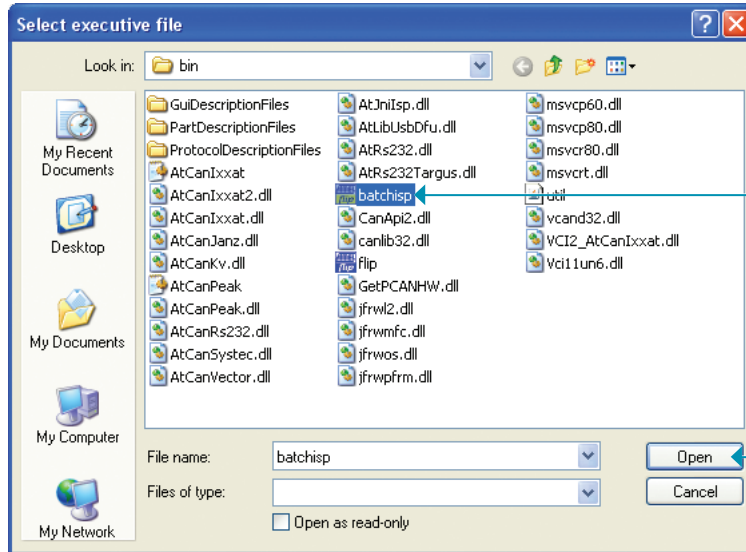 Select executive file
Look in:
bin
My Recent
Documents
Desktop
My Documents
My Computer
My Network
GuiDescriptionFiles
PartDescriptionFiles
ProtocolDescriptionFiles
AtCanIxxat
AtCanIxxat2.dll
AtCanIxxat.dll
AtCanJanz.dll
AtCanKv.dll
AtCanPeak
AtCanPeak.dll
AtCanRs232.dll
AtCanSystec.dll
AtCanVector.dll
AtJniIsp.dll
AtLibUsbDfu.dll
AtRs232.dll
AtRs232Targus.dll
flip
batchisp
CanApi2.dll
canlib32.dll
flip
flip
GetPCANHW.dll
jfrwl2.dll
jfrwmfc.dll
jfrwos.dll
jfrwpfrm.dll
msvcp60.dll
msvcp80.dll
msvcr80.dll
msvcrt.dll
util
vcand32.dll
VCI2_AtCanIxxat.dll
Vci11un6.dll
File name:
batchisp
Open
Files of type:
Cancel
Open as read-only